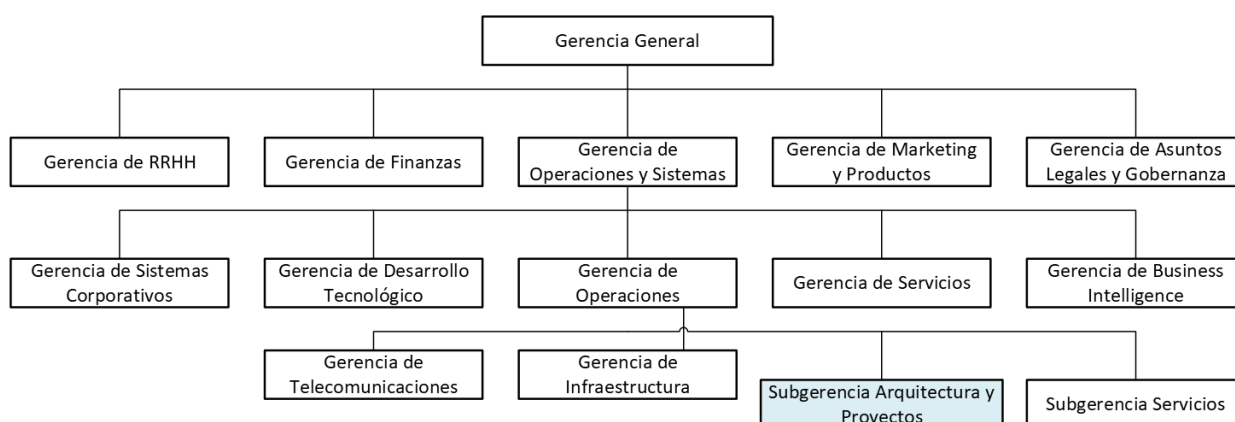 Gerencia General
Gerencia de RRHH
Gerencia de Finanzas
Gerencia de
Operaciones y Sistemas
Gerencia de Marketing
y Productos
Gerencia de Asuntos
Legales y Gobernanza
Gerencia de Sistemas
Corporativos
Gerencia de Desarrollo
Tecnológico
Gerencia de
Operaciones
Gerencia de Servicios
Gerencia de Business
Intelligence
Gerencia de
Telecomunicaciones
Gerencia de
Infraestructura
Subgerencia Arquitectura y
Proyectos
Subgerencia Servicios